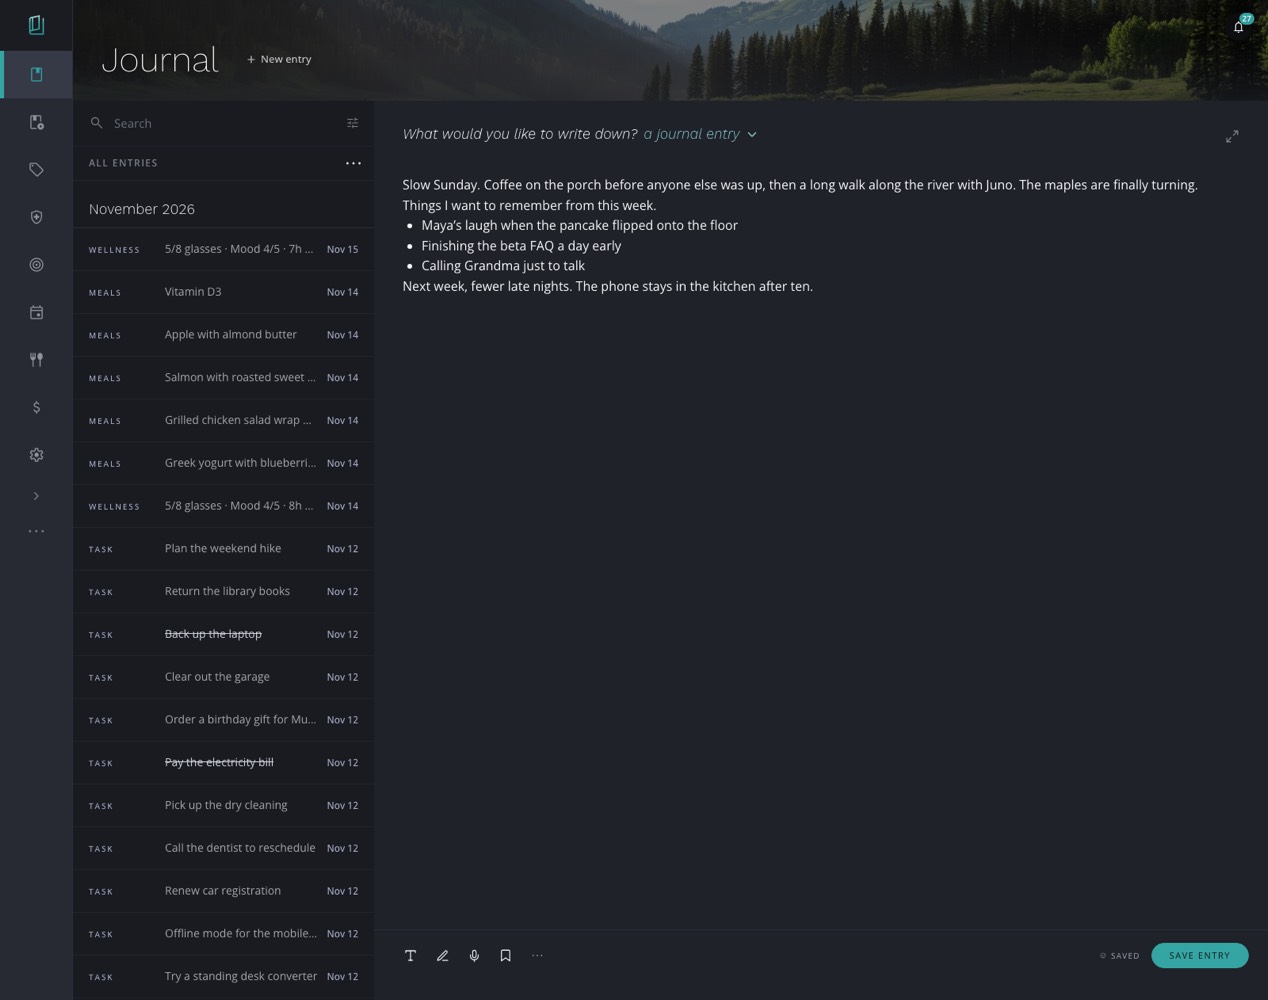 27
Journal
+ New entry
Search
ALL ENTRIES
November 2026
WELLNESS 5/8 glasses · Mood 4/5 · 7h ... Nov 15
MEALS Vitamin D3 Nov 14
MEALS Apple with almond butter Nov 14
MEALS Salmon with roasted sweet ... Nov 14
MEALS Grilled chicken salad wrap ... Nov 14
MEALS Greek yogurt with blueberri... Nov 14
WELLNESS 5/8 glasses · Mood 4/5 · 8h ... Nov 14
TASK Plan the weekend hike Nov 12
TASK Return the library books Nov 12
TASK Back up the laptop Nov 12
TASK Clear out the garage Nov 12
TASK Order a birthday gift for Mu... Nov 12
TASK Pay the electricity bill Nov 12
TASK Pick up the dry cleaning Nov 12
TASK Call the dentist to reschedule Nov 12
TASK Renew car registration Nov 12
TASK Offline mode for the mobile... Nov 12
TASK Try a standing desk converter Nov 12
What would you like to write down? a journal entry
Slow Sunday. Coffee on the porch before anyone else was up, then a long walk along the river with Juno. The maples are finally turning.
Things I want to remember from this week.
• Maya's laugh when the pancake flipped onto the floor
• Finishing the beta FAQ a day early
• Calling Grandma just to talk
Next week, fewer late nights. The phone stays in the kitchen after ten.
SAVED
SAVE ENTRY